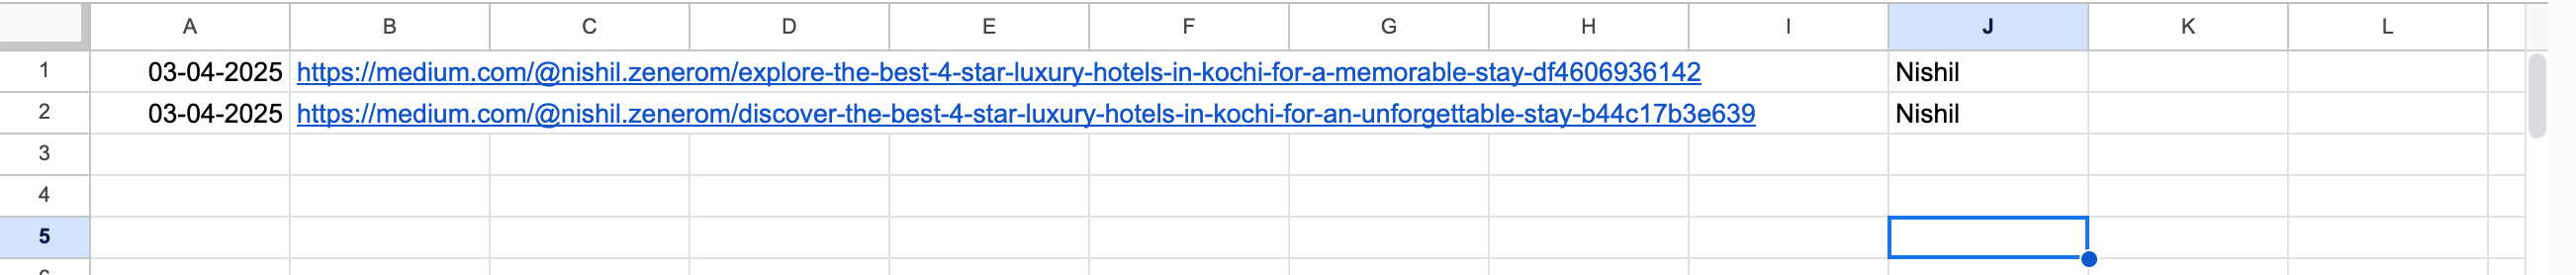 A B C D E F G H I J K L
1 03-04-2025 https://medium.com/@nishil.zenerom/explore-the-best-4-star-luxury-hotels-in-kochi-for-a-memorable-stay-df4606936142 Nishil
2 03-04-2025 https://medium.com/@nishil.zenerom/discover-the-best-4-star-luxury-hotels-in-kochi-for-an-unforgettable-stay-b44c17b3e639 Nishil
3
4
5